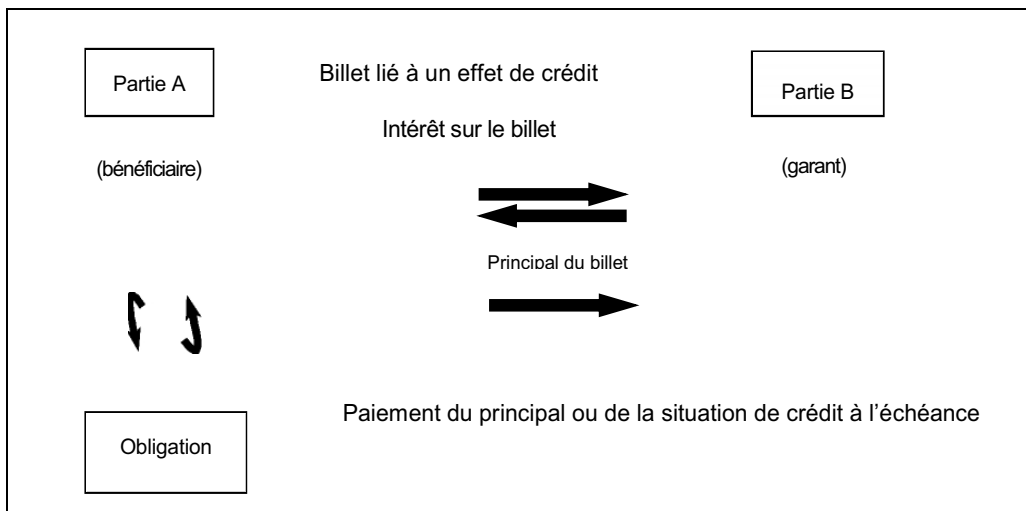 Partie A
Billet lié à un effet de crédit
Partie B
Intérêt sur le billet
(bénéficiaire)
(garant)
Principal du billet
Paiement du principal ou de la situation de crédit à l’échéance
Obligation